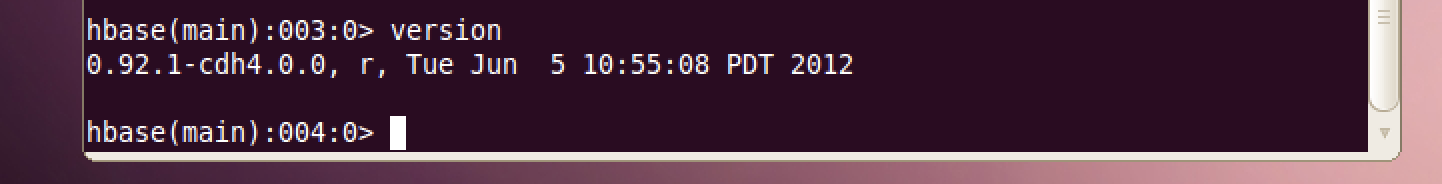 hbase(main):003:0> version
0.92.1-cdh4.0.0, r, Tue Jun  5 10:55:08 PDT 2012
hbase(main):004:0>